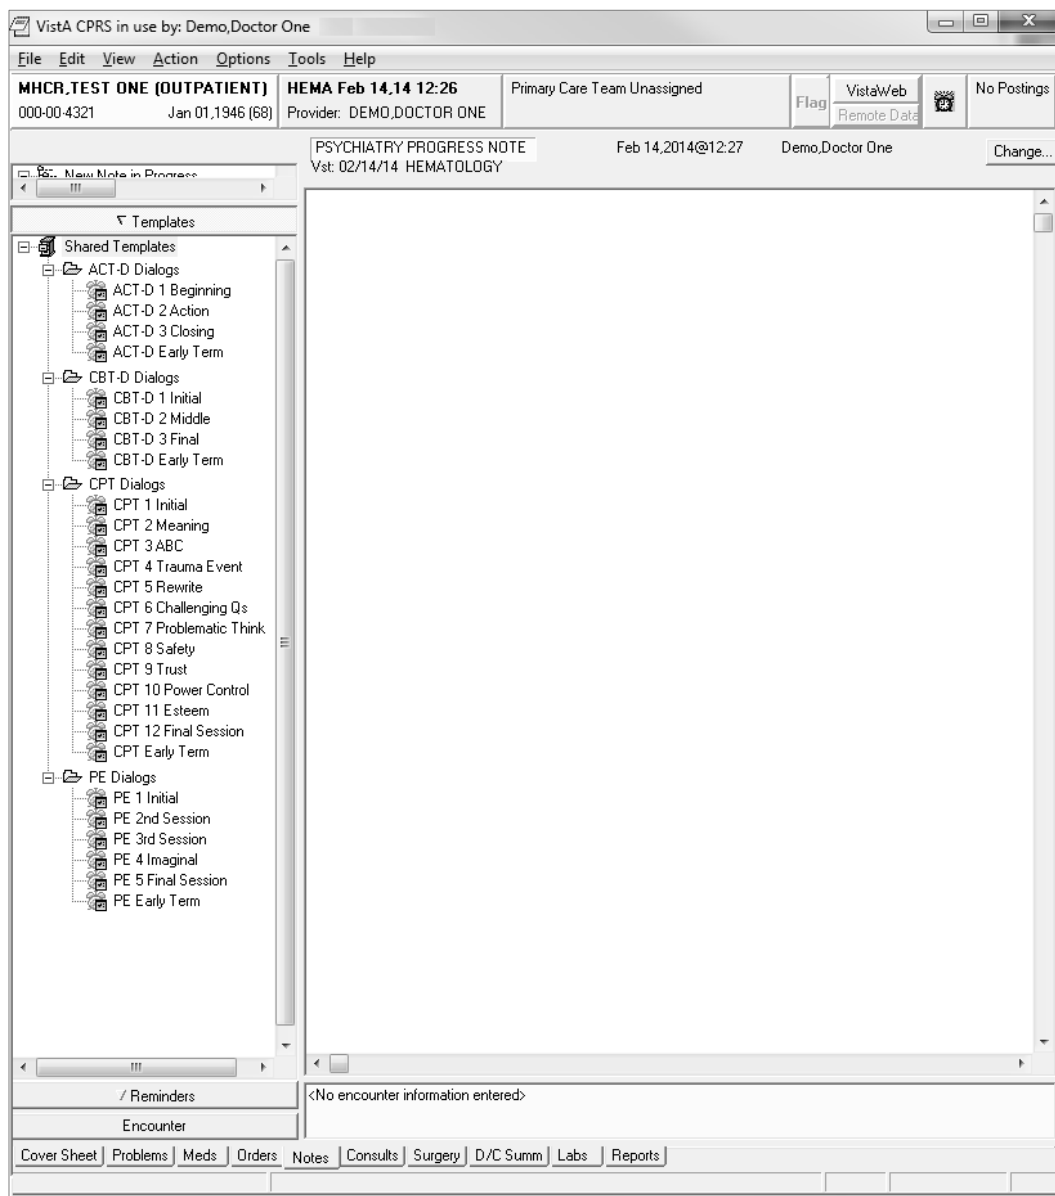 VistA CPRS in use by: Demo,Doctor One
File Edit View Action Options Tools Help
MHCR,TEST ONE (OUTPATIENT) HEMA Feb 14,14 12:26 Primary Care Team Unassigned Flag VistaWeb No Postings
000-00-4321 Jan 01,1946 (68) Provider: DEMO,DOCTOR ONE Remote Data
PSYCHIATRY PROGRESS NOTE Feb 14,2014@12:27 Demo,Doctor One Change...
Vst: 02/14/14 HEMATOLOGY
New Note in Progress
Templates
Shared Templates
ACT-D Dialogs
ACT-D 1 Beginning
ACT-D 2 Action
ACT-D 3 Closing
ACT-D Early Term
CBT-D Dialogs
CBT-D 1 Initial
CBT-D 2 Middle
CBT-D 3 Final
CBT-D Early Term
CPT Dialogs
CPT 1 Initial
CPT 2 Meaning
CPT 3 ABC
CPT 4 Trauma Event
CPT 5 Rewrite
CPT 6 Challenging Qs
CPT 7 Problematic Think
CPT 8 Safety
CPT 9 Trust
CPT 10 Power Control
CPT 11 Esteem
CPT 12 Final Session
CPT Early Term
PE Dialogs
PE 1 Initial
PE 2nd Session
PE 3rd Session
PE 4 Imaginal
PE 5 Final Session
PE Early Term
Reminders
<No encounter information entered>
Encounter
Cover Sheet Problems Meds Orders Notes Consults Surgery D/C Summ Labs Reports